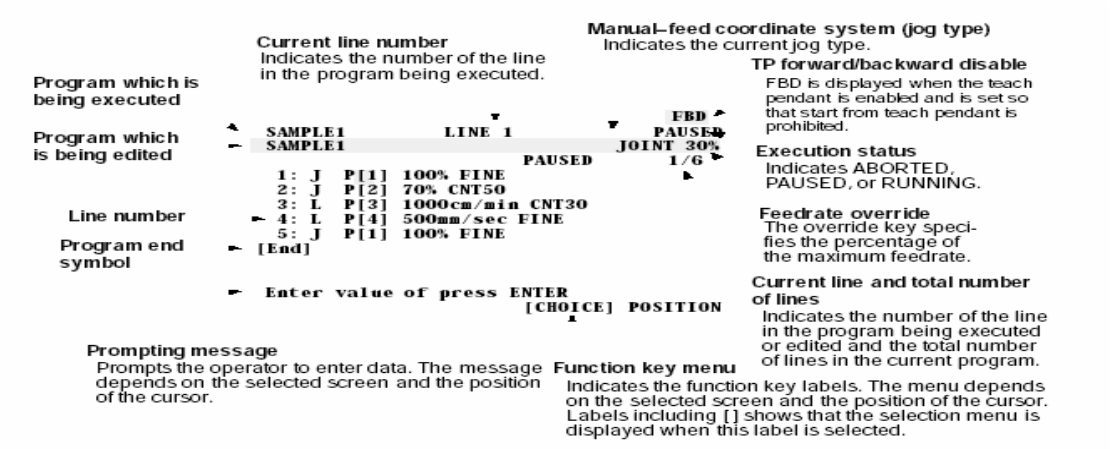 Manual–feed coordinate system (jog type)
Indicates the current jog type.
Current line number
Indicates the number of the line
in the program being executed.
TP forward/backward disable
FBD is displayed when the teach
pendant is enabled and is set so
that start from teach pendant is
prohibited.
Program which is
being executed
Program which
is being edited
FBD
SAMPLE1 LINE 1 PAUSED
SAMPLE1 JOINT 30%
PAUSED 1/6
1: J P[1] 100% FINE
2: J P[2] 70% CNT50
3: L P[3] 1000cm/min CNT30
4: L P[4] 500mm/sec FINE
5: J P[1] 100% FINE
[End]
Enter value of press ENTER
[CHOICE] POSITION
Line number
Program end
symbol
Execution status
Indicates ABORTED,
PAUSED, or RUNNING.
Feedrate override
The override key speci-
fies the percentage of
the maximum feedrate.
Current line and total number
of lines
Indicates the number of the line
in the program being executed
or edited and the total number
of lines in the current program.
Prompting message
Prompts the operator to enter data. The message
depends on the selected screen and the position
of the cursor.
Function key menu
Indicates the function key labels. The menu depends
on the selected screen and the position of the cursor.
Labels including [ ] shows that the selection menu is
displayed when this label is selected.